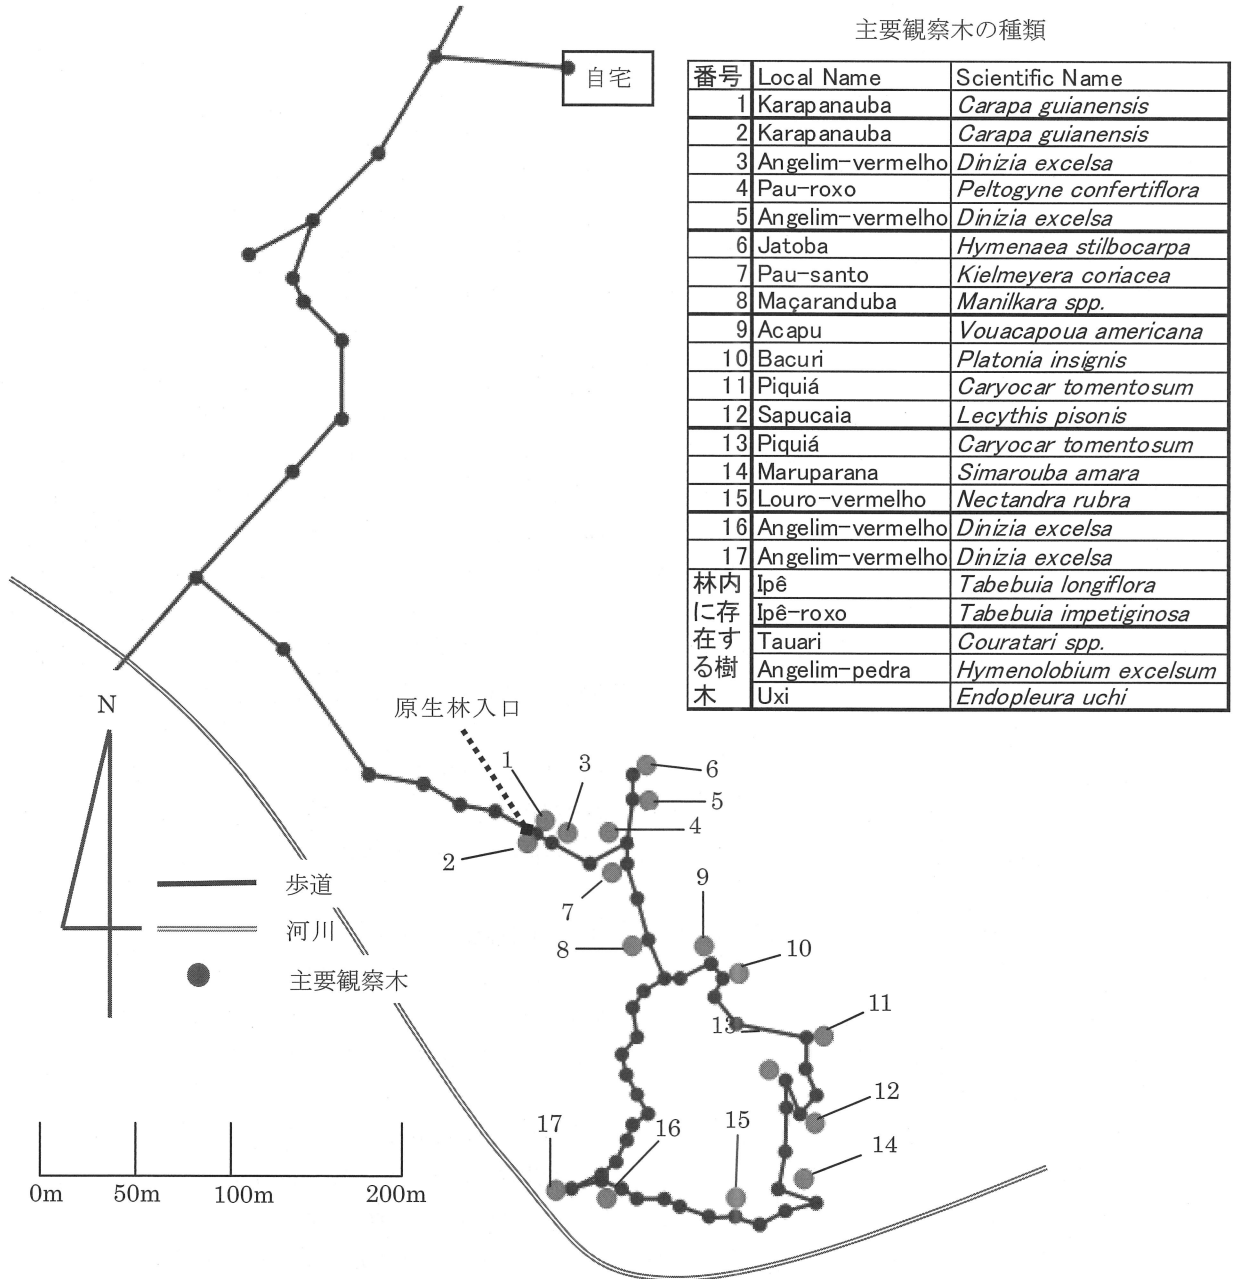 主要観察木の種類
自宅
番号 Local Name Scientific Name
1 Karapanauba Carapa guianensis
2 Karapanauba Carapa guianensis
3 Angelim-vermelho Dinizia excelsa
4 Pau-roxo Peltogyne confertiflora
5 Angelim-vermelho Dinizia excelsa
6 Jatoba Hymenaea stilbocarpa
7 Pau-santo Kielmeyera coriacea
8 Maçaranduba Manilkara spp.
9 Acapu Vouacapoua americana
10 Bacuri Platonia insignis
11 Piquiá Caryocar tomentosum
12 Sapucaia Lecythis pisonis
13 Piquiá Caryocar tomentosum
14 Maruparana Simarouba amara
15 Louro-vermelho Nectandra rubra
16 Angelim-vermelho Dinizia excelsa
17 Angelim-vermelho Dinizia excelsa
林内に存在する樹木
Ipê Tabebuia longiflora
Ipê-roxo Tabebuia impetiginosa
Tauari Couratari spp.
Angelim-pedra Hymenolobium excelsum
Uxi Endopleura uchi
N
原生林入口
1
3
6
5
4
2
7
9
8
10
11
13
12
15
17
16
14
歩道
河川
主要観察木
0m 50m 100m 200m